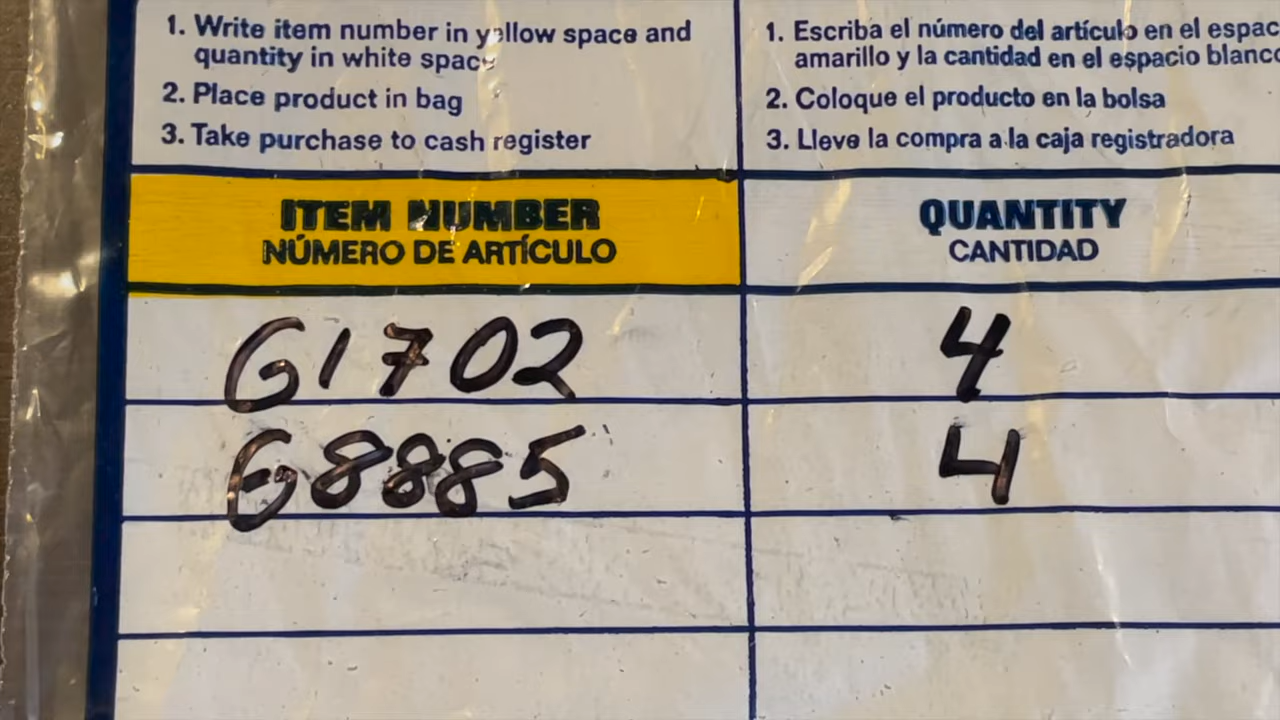 1. Write item number in yellow space and
quantity in white space
2. Place product in bag
3. Take purchase to cash register
1. Escriba el número del artículo en el espac
amarillo y la cantidad en el espacio blanco
2. Coloque el producto en la bolsa
3. Lleve la compra a la caja registradora
ITEM NUMBER
NÚMERO DE ARTÍCULO
QUANTITY
CANTIDAD
G1702 4
G8885 4